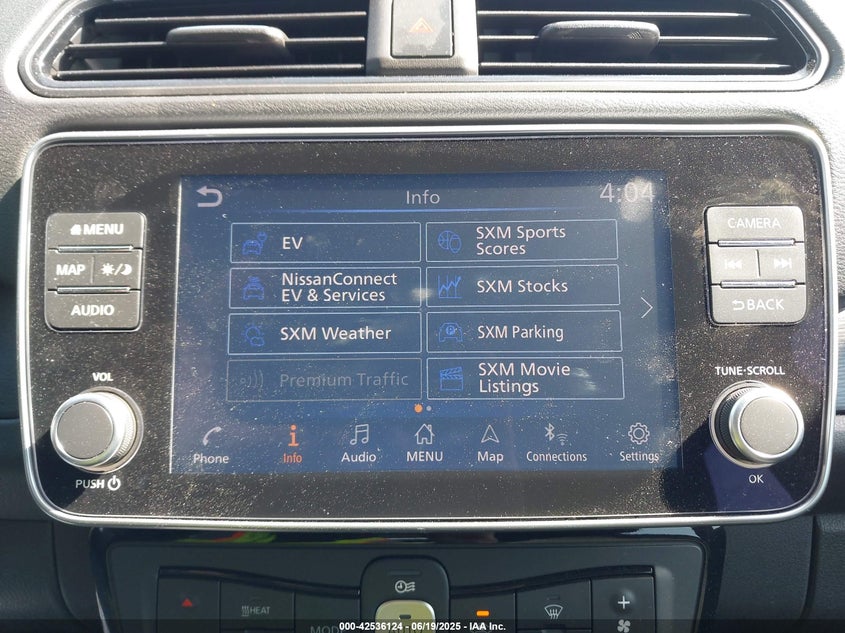 Info
4:04
MENU
MAP
AUDIO
VOL
PUSH
EV
NissanConnect
EV & Services
SXM Weather
Premium Traffic
SXM Sports
Scores
SXM Stocks
SXM Parking
SXM Movie
Listings
Phone
Info
Audio
MENU
Map
Connections
Settings
CAMERA
BACK
TUNE·SCROLL
OK
HEAT
MODE
000-42536124 - 06/19/2025 - IAA Inc.